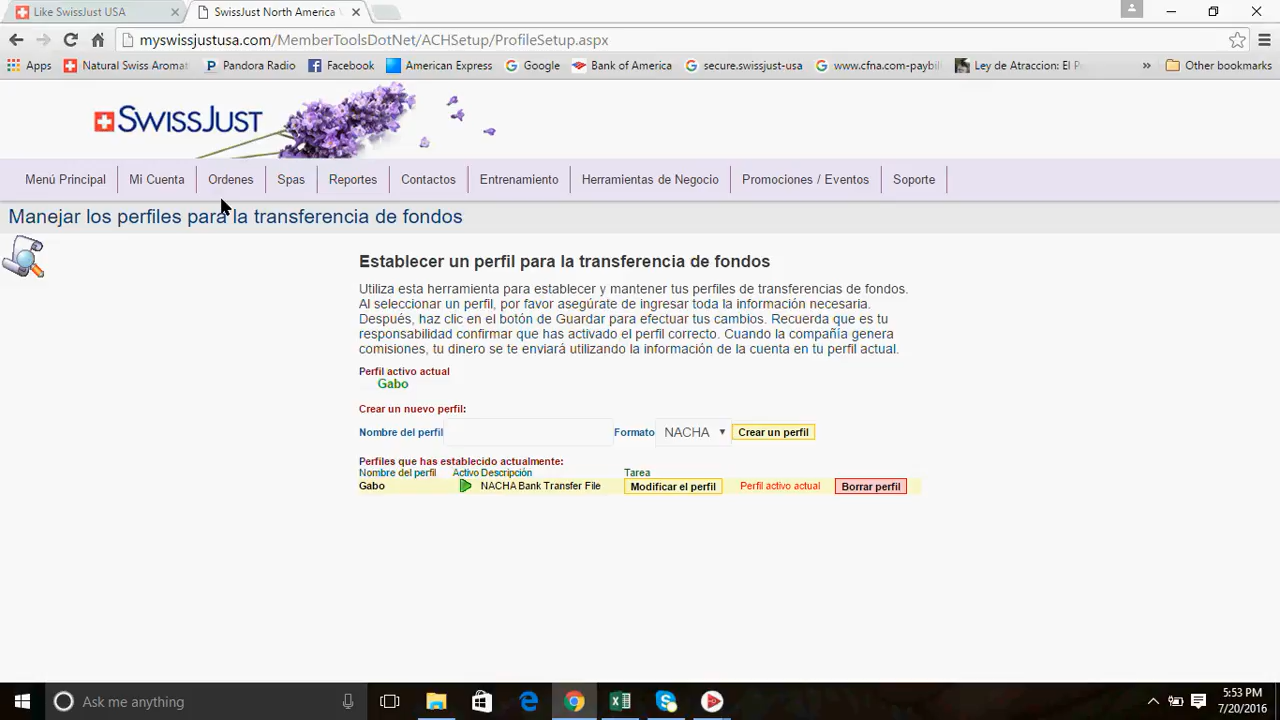 Like SwissJust USA
SwissJust North America
myswissjustusa.com/MemberToolsDotNet/ACHSetup/ProfileSetup.aspx
Apps Natural Swiss Aromat Pandora Radio Facebook American Express Google Bank of America secure.swissjust-usa www.cfna.com-paybil Ley de Atraccion: El P » Other bookmarks
SWISSJUST
Menú Principal Mi Cuenta Ordenes Spas Reportes Contactos Entrenamiento Herramientas de Negocio Promociones / Eventos Soporte
Manejar los perfiles para la transferencia de fondos
Establecer un perfil para la transferencia de fondos
Utiliza esta herramienta para establecer y mantener tus perfiles de transferencias de fondos.
Al seleccionar un perfil, por favor asegúrate de ingresar toda la información necesaria.
Después, haz clic en el botón de Guardar para efectuar tus cambios. Recuerda que es tu
responsabilidad confirmar que has activado el perfil correcto. Cuando la compañía genera
comisiones, tu dinero se te enviará utilizando la información de la cuenta en tu perfil actual.
Perfil activo actual
Gabo
Crear un nuevo perfil:
Nombre del perfil Formato NACHA Crear un perfil
Perfiles que has establecido actualmente:
Nombre del perfil Activo Descripción Tarea
Gabo NACHA Bank Transfer File Modificar el perfil Perfil activo actual Borrar perfil
Ask me anything
5:53 PM
7/20/2016